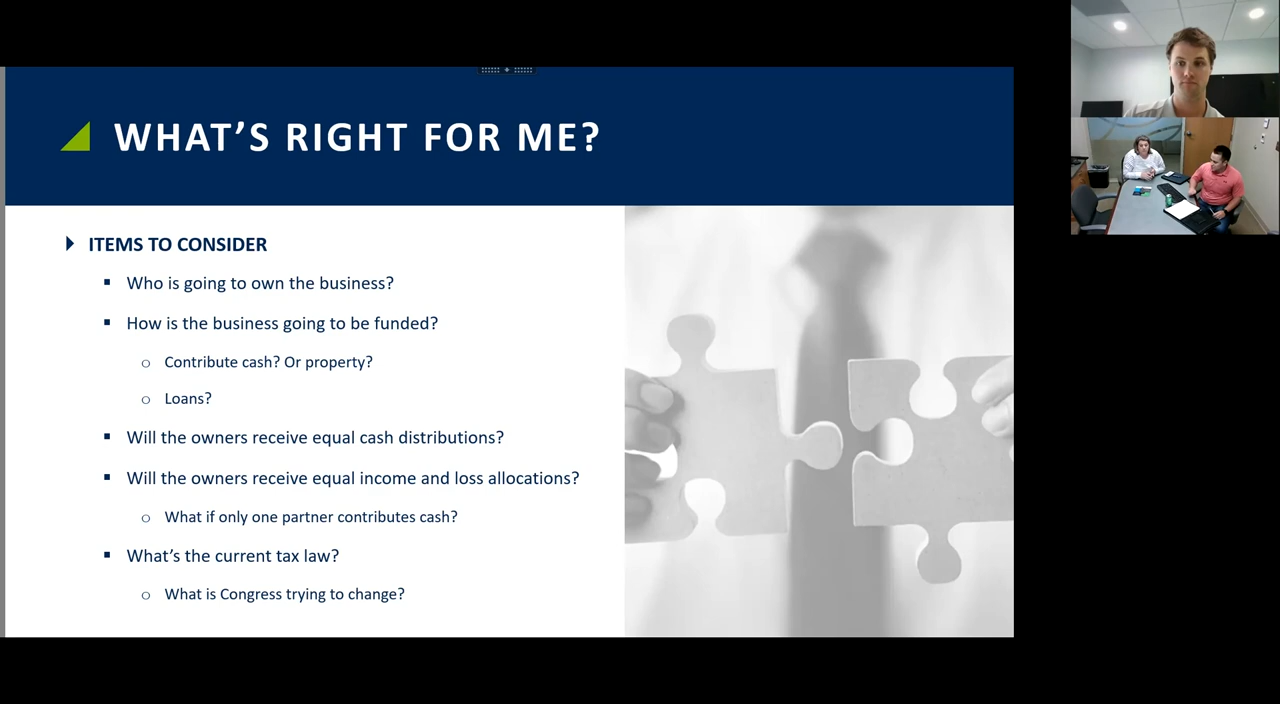 WHAT’S RIGHT FOR ME?
ITEMS TO CONSIDER
Who is going to own the business?
How is the business going to be funded?
Contribute cash? Or property?
Loans?
Will the owners receive equal cash distributions?
Will the owners receive equal income and loss allocations?
What if only one partner contributes cash?
What’s the current tax law?
What is Congress trying to change?